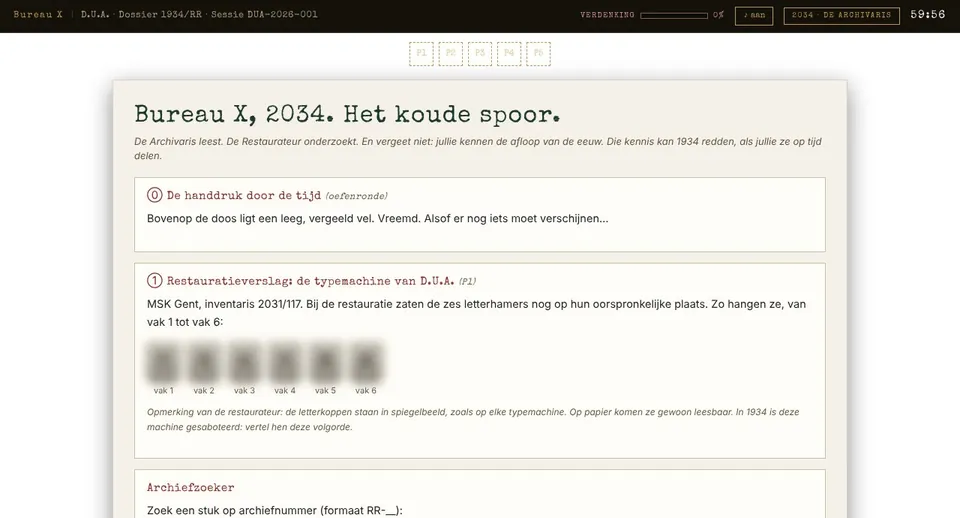 Bureau X | D.U.A. · Dossier 1934/RR · Sessie DUA-2026-001 VERDENKING 0% ♪ aan 2034 · DE ARCHIVARIS 59:56
P1 P2 P3 P4 P5
Bureau X, 2034. Het koude spoor.
De Archivaris leest. De Restaurateur onderzoekt. En vergeet niet: jullie kennen de afloop van de eeuw. Die kennis kan 1934 redden, als jullie ze op tijd
delen.
⓪ De handdruk door de tijd (oefenronde)
Bovenop de doos ligt een leeg, vergeeld vel. Vreemd. Alsof er nog iets moet verschijnen...
① Restauratieverslag: de typemachine van D.U.A. (P1)
MSK Gent, inventaris 2031/117. Bij de restauratie zaten de zes letterhamers nog op hun oorspronkelijke plaats. Zo hangen ze, van
vak 1 tot vak 6:
vak 1 vak 2 vak 3 vak 4 vak 5 vak 6
Opmerking van de restaurateur: de letterkoppen staan in spiegelbeeld, zoals op elke typemachine. Op papier komen ze gewoon leesbaar. In 1934 is deze
machine gesaboteerd: vertel hen deze volgorde.
Archiefzoeker
Zoek een stuk op archiefnummer (formaat RR-__):